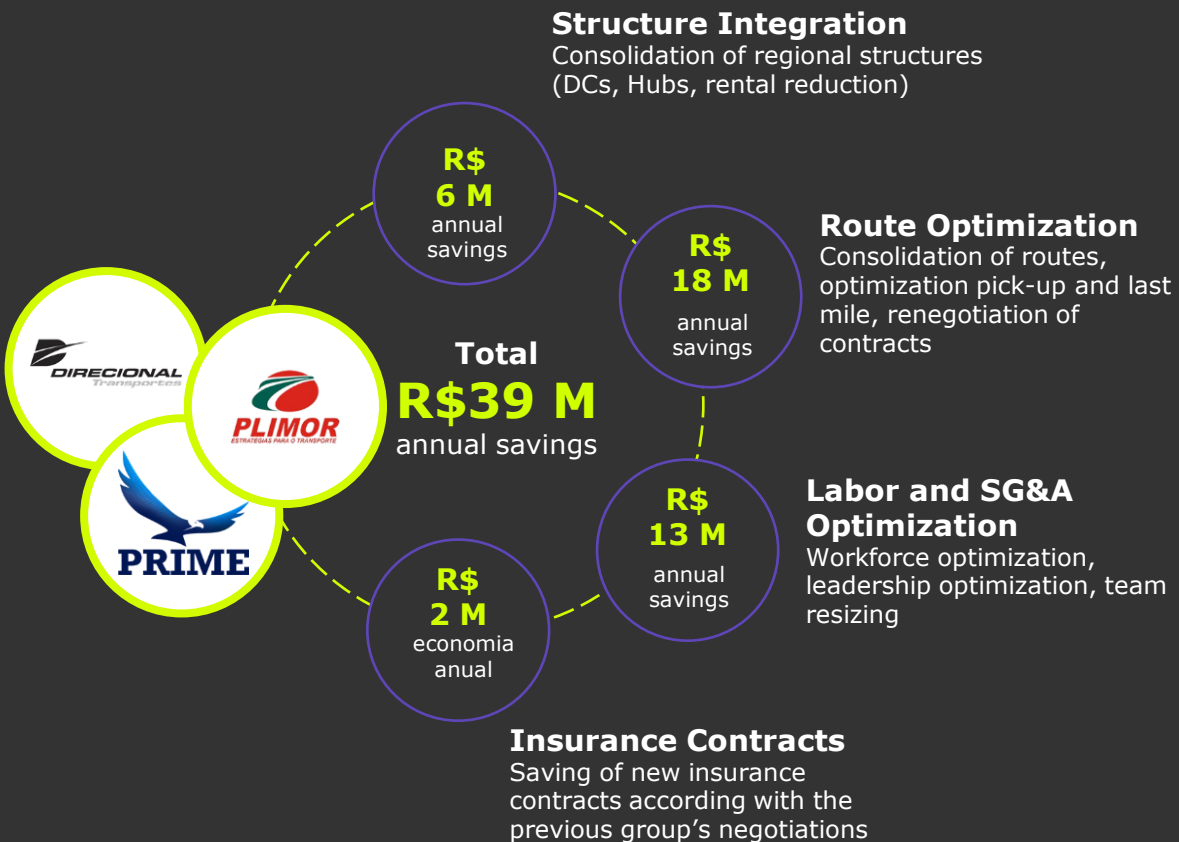 Structure Integration
Consolidation of regional structures
(DCs, Hubs, rental reduction)
R$
6 M
annual
savings
R$
18 M
annual
savings
Route Optimization
Consolidation of routes,
optimization pick-up and last
mile, renegotiation of
contracts
DIRECIONAL
Transportes
PLIMOR
ESTRATÉGIAS PARA O TRANSPORTE
PRIME
Total
R$39 M
annual savings
R$
13 M
annual
savings
Labor and SG&A
Optimization
Workforce optimization,
leadership optimization, team
resizing
R$
2 M
economia
anual
Insurance Contracts
Saving of new insurance
contracts according with the
previous group’s negotiations